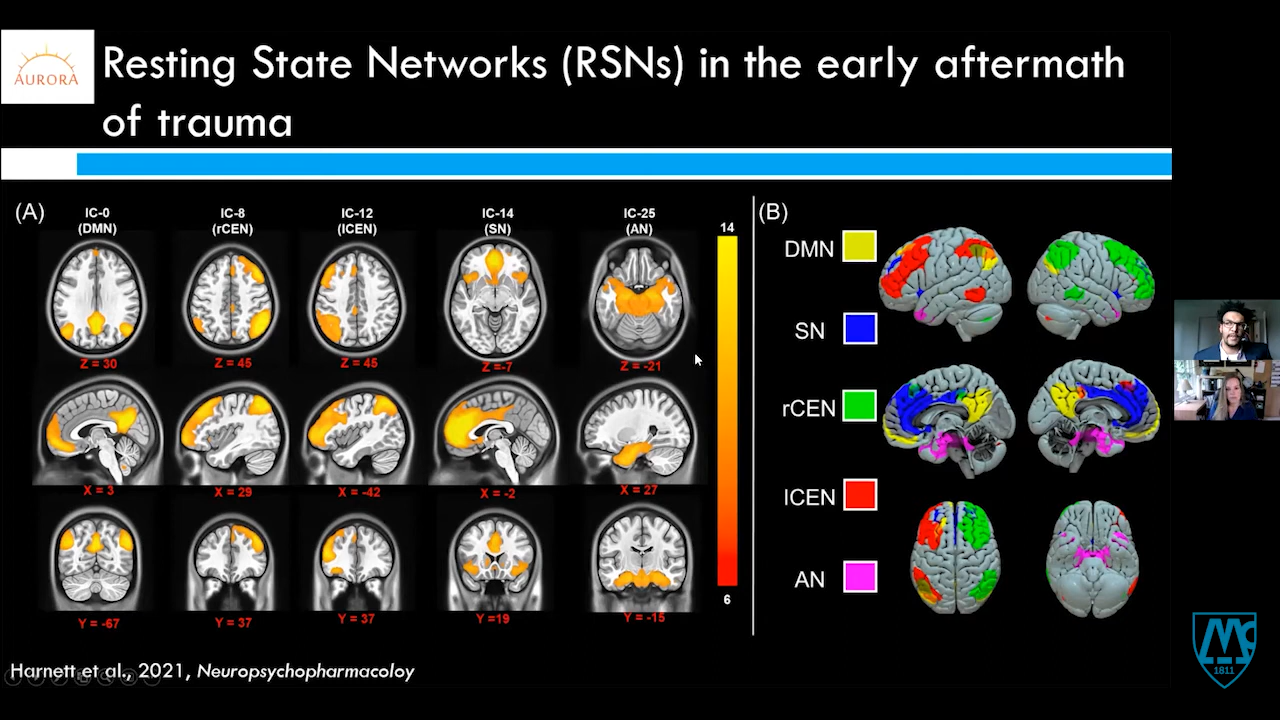 AURORA
Resting State Networks (RSNs) in the early aftermath
of trauma
(A)
IC-0
(DMN)
IC-8
(rCEN)
IC-12
(lCEN)
IC-14
(SN)
IC-25
(AN)
Z = 30
Z = 45
Z = 45
Z =-7
Z = -21
X = 3
X = 29
X = -42
X = -2
X = 27
Y = -67
Y = 37
Y = 37
Y =19
Y = -15
14
6
(B)
DMN
SN
rCEN
lCEN
AN
Harnett et al., 2021, Neuropsychopharmacoloy
1811